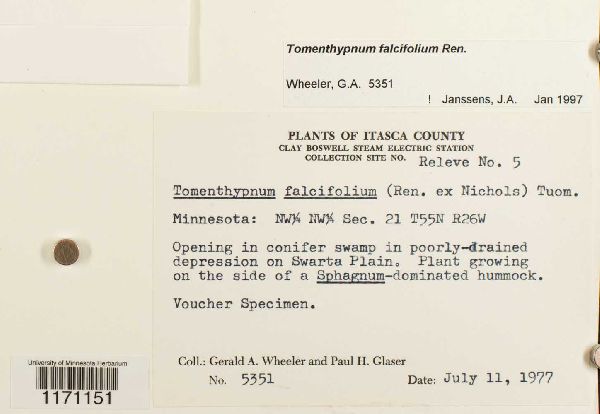 Tomenthypnum falcifolium Ren.
Wheeler, G.A. 5351
! Janssens, J.A. Jan 1997
PLANTS OF ITASCA COUNTY
CLAY BOSWELL STEAM ELECTRIC STATION
COLLECTION SITE NO. Releve No. 5
Tomenthypnum falcifolium (Ren. ex Nichols) Tuom.
Minnesota: NW¼ NW¼ Sec. 21 T55N R26W
Opening in conifer swamp in poorly-drained
depression on Swarta Plain. Plant growing
on the side of a Sphagnum-dominated hummock.
Voucher Specimen.
Coll.: Gerald A. Wheeler and Paul H. Glaser
No. 5351 Date: July 11, 1977
University of Minnesota Herbarium
1171151